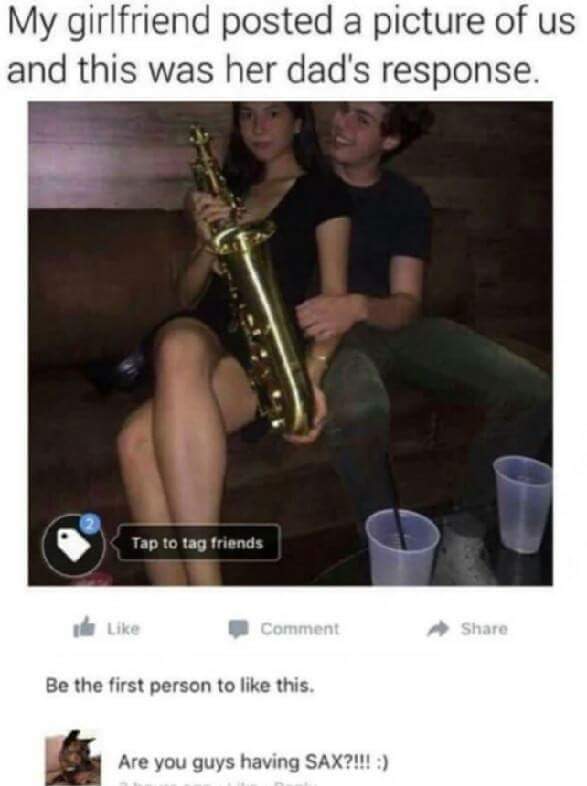 My girlfriend posted a picture of us
and this was her dad's response.
2
Tap to tag friends
Like Comment Share
Be the first person to like this.
Are you guys having SAX?!!! :)